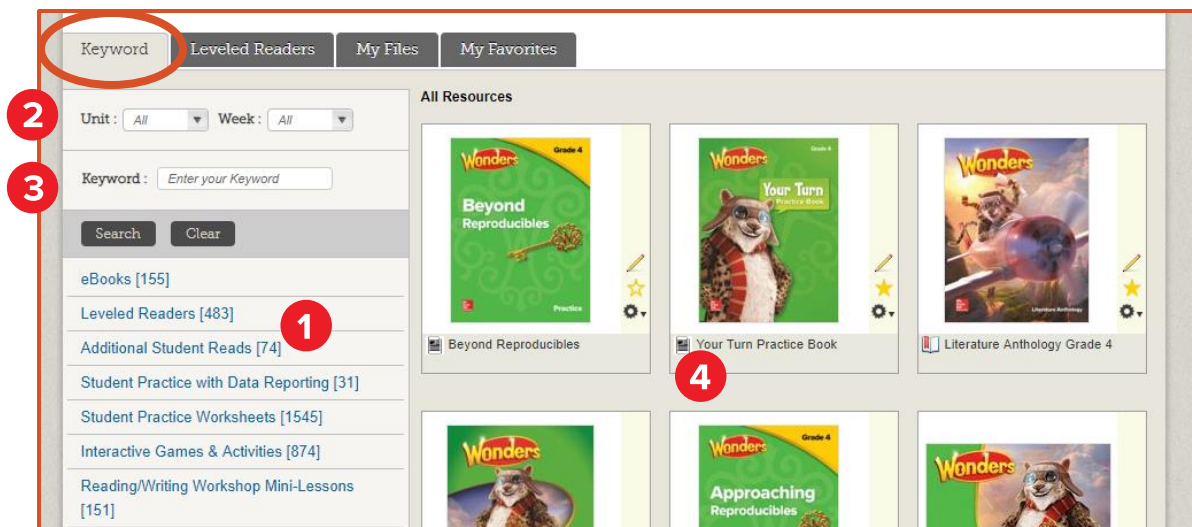 Keyword
Leveled Readers
My Files
My Favorites
2
Unit : All Week : All
3
Keyword : Enter your Keyword
Search Clear
eBooks [155]
Leveled Readers [483]
1
Additional Student Reads [74]
Student Practice with Data Reporting [31]
Student Practice Worksheets [1545]
Interactive Games & Activities [874]
Reading/Writing Workshop Mini-Lessons
[151]
All Resources
Grade 4
Wonders
Beyond
Reproducibles
Practice
Beyond Reproducibles
Grade 4
Wonders
Your Turn
Practice Book
Your Turn Practice Book
4
Wonders
Literature Anthology
Literature Anthology Grade 4
Wonders
Grade 4
Wonders
Approaching
Reproducibles
Wonders